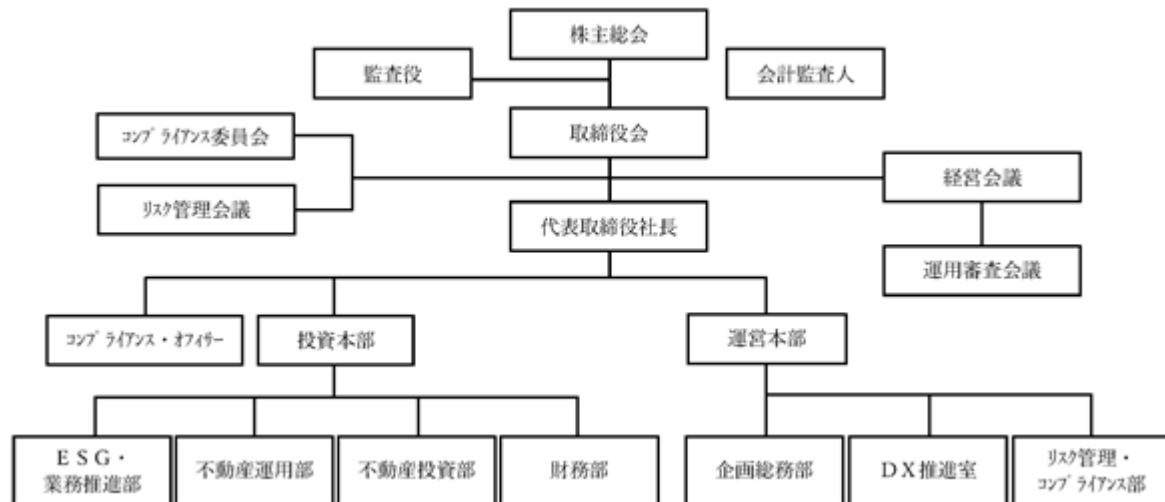 株主総会
監査役
会計監査人
ｺﾝﾌﾟﾗｲｱﾝｽ委員会
取締役会
経営会議
ﾘｽｸ管理会議
代表取締役社長
運用審査会議
ｺﾝﾌﾟﾗｲｱﾝｽ・ｵﾌｨｻｰ
投資本部
運営本部
ＥＳＧ・
業務推進部
不動産運用部
不動産投資部
財務部
企画総務部
ＤＸ推進室
ﾘｽｸ管理・
ｺﾝﾌﾟﾗｲｱﾝｽ部